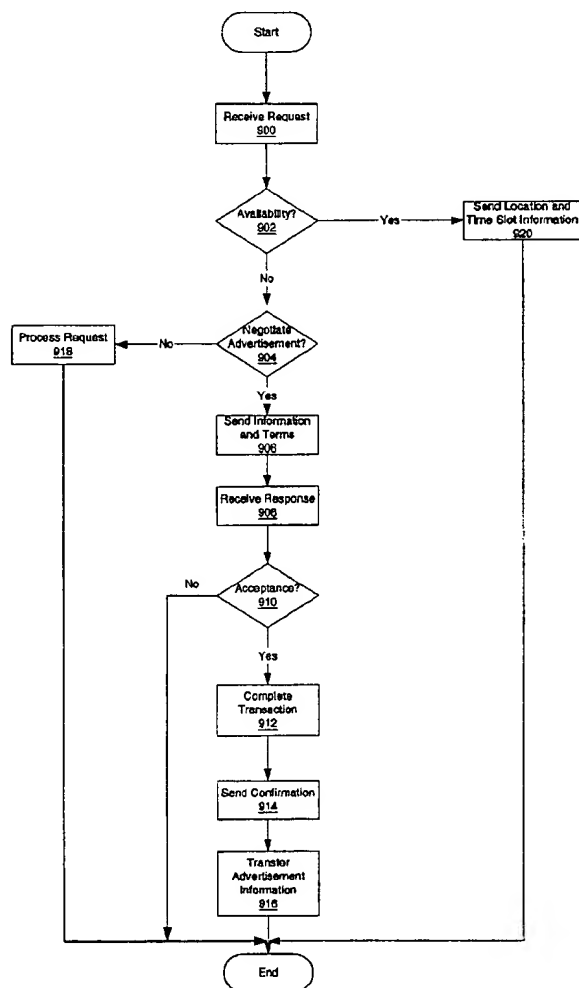 Start
Receive Request
900
Availability?
902
Yes
Send Location and
Time Slot Information
920
No
Negotiate
Advertisement?
904
No
Process Request
918
Yes
Send Information
and Terms
906
Receive Response
908
Acceptance?
910
No
Yes
Complete
Transaction
912
Send Confirmation
914
Transfer
Advertisement
Information
916
End